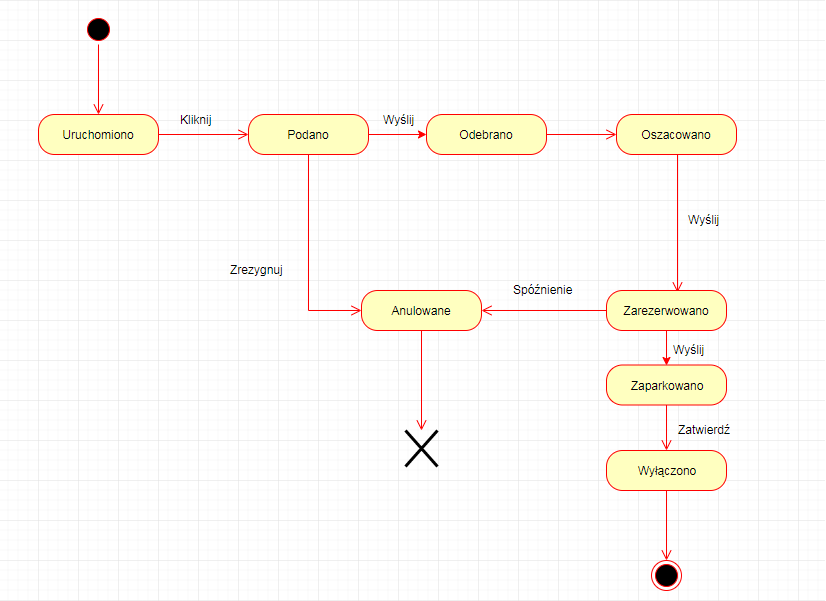 Kliknij
Wyślij
Uruchomiono
Podano
Odebrano
Oszacowano
Wyślij
Zrezygnuj
Spóźnienie
Anulowane
Zarezerwowano
Wyślij
Zaparkowano
Zatwierdź
Wyłączono